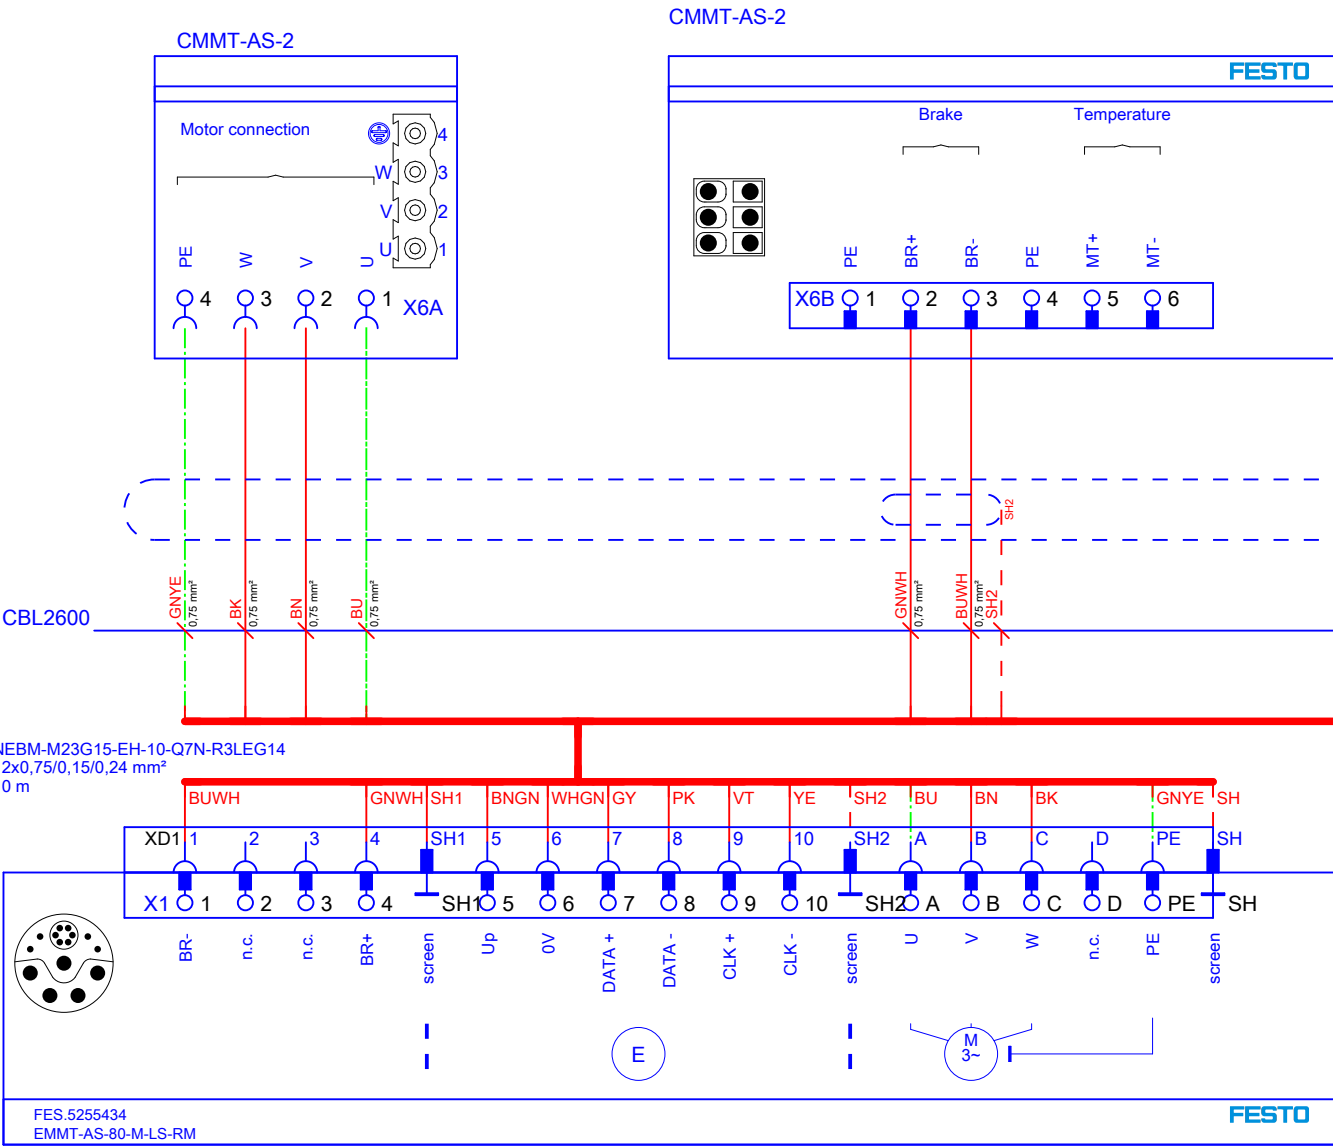 CMMT-AS-2
CMMT-AS-2
FESTO
Motor connection
4
W 3
V 2
U 1
PE W V U
4 3 2 1 X6A
Brake Temperature
PE BR+ BR- PE MT+ MT-
X6B 1 2 3 4 5 6
SH2
GNYE 0,75 mm²
BK 0,75 mm²
BN 0,75 mm²
BU 0,75 mm²
GNWH 0,75 mm²
BUWH 0,75 mm²
SH2
CBL2600
NEBM-M23G15-EH-10-Q7N-R3LEG14
2x0,75/0,15/0,24 mm²
0 m
BUWH GNWH SH1 BNGN WHGN GY PK VT YE SH2 BU BN BK GNYE SH
XD1 1 2 3 4 SH1 5 6 7 8 9 10 SH2 A B C D PE SH
X1 1 2 3 4 SH1 5 6 7 8 9 10 SH2 A B C D PE SH
BR- n.c. n.c. BR+ screen Up 0V DATA + DATA - CLK + CLK - screen U V W n.c. PE screen
E
M
3~
FES.5255434
EMMT-AS-80-M-LS-RM
FESTO